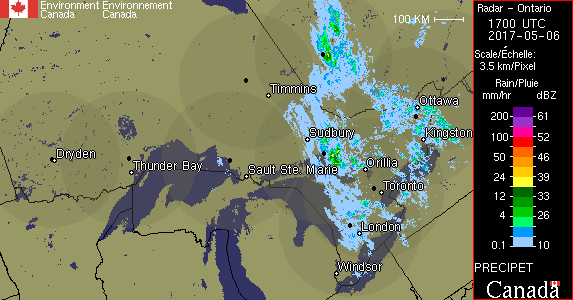 Environment Environnement
Canada Canada
100 KM
Timmins
Ottawa
Sudbury
Kingston
Dryden
Thunder Bay
Sault Ste. Marie
Orillia
Toronto
London
Windsor
Radar - Ontario
1700 UTC
2017-05-06
Scale/Échelle:
3.5 km/Pixel
Rain/Pluie
mm/hr dBZ
200 61
100 52
50 46
24 39
12 33
4 26
0.1 10
PRECIPET
Canada